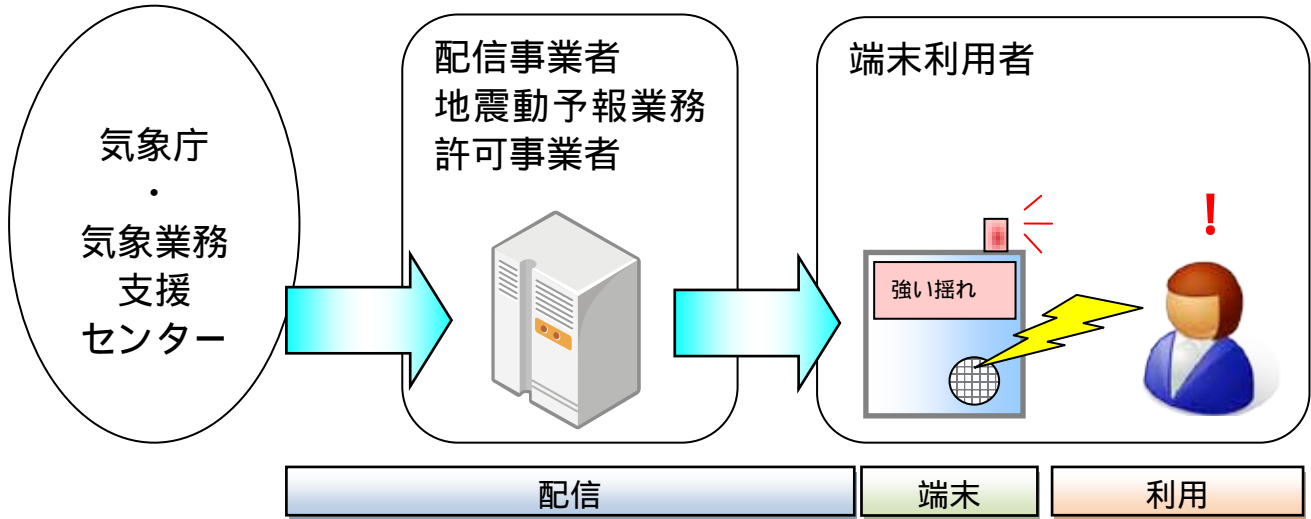 気象庁
・
気象業務
支援
センター
配信事業者
地震動予報業務
許可事業者
端末利用者
!
強い揺れ
配信
端末
利用